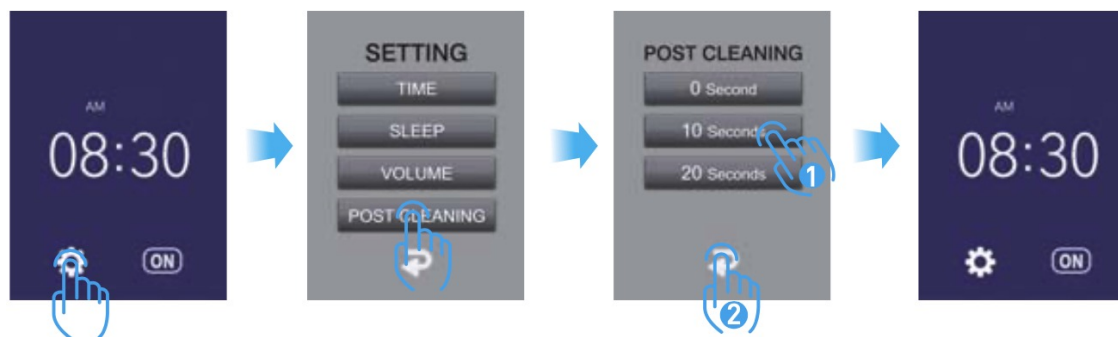 AM
08:30
ON
SETTING
TIME
SLEEP
VOLUME
POST CLEANING
POST CLEANING
0 Second
10 Seconds
1
20 Seconds
2
AM
08:30
ON